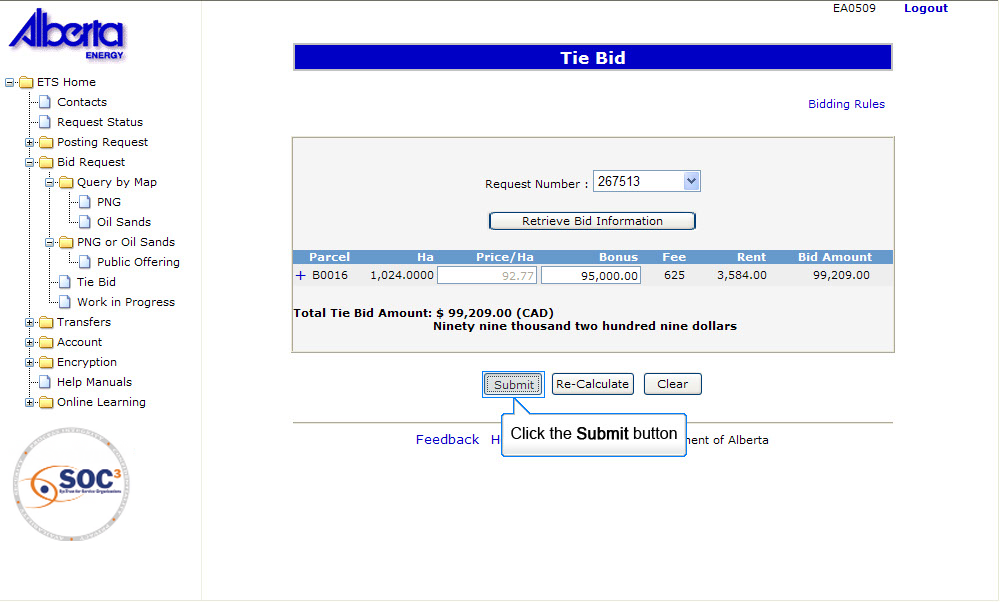 EA0509 Logout
Alberta
ENERGY
Tie Bid
ETS Home
Contacts
Request Status
Posting Request
Bid Request
Query by Map
PNG
Oil Sands
PNG or Oil Sands
Public Offering
Tie Bid
Work in Progress
Transfers
Account
Encryption
Help Manuals
Online Learning
SOC3
Bidding Rules
Request Number : 267513
Retrieve Bid Information
Parcel Ha Price/Ha Bonus Fee Rent Bid Amount
+ B0016 1,024.0000 92.77 95,000.00 625 3,584.00 99,209.00
Total Tie Bid Amount: $ 99,209.00 (CAD)
Ninety nine thousand two hundred nine dollars
Submit Re-Calculate Clear
Click the Submit button
Feedback H ment of Alberta